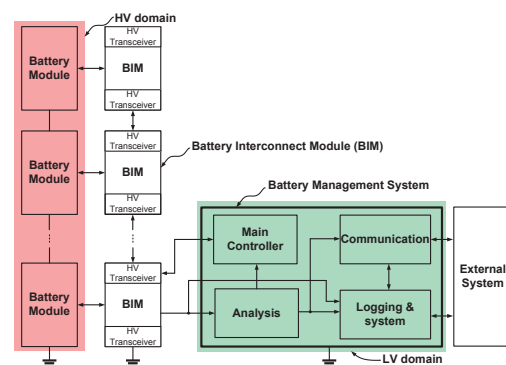 HV domain
Battery
Module
HV
Transceiver
BIM
HV
Transceiver
Battery
Module
HV
Transceiver
BIM
HV
Transceiver
Battery Interconnect Module (BIM)
Battery Management System
Battery
Module
HV
Transceiver
BIM
HV
Transceiver
Main
Controller
Communication
Analysis
Logging &
system
External
System
LV domain